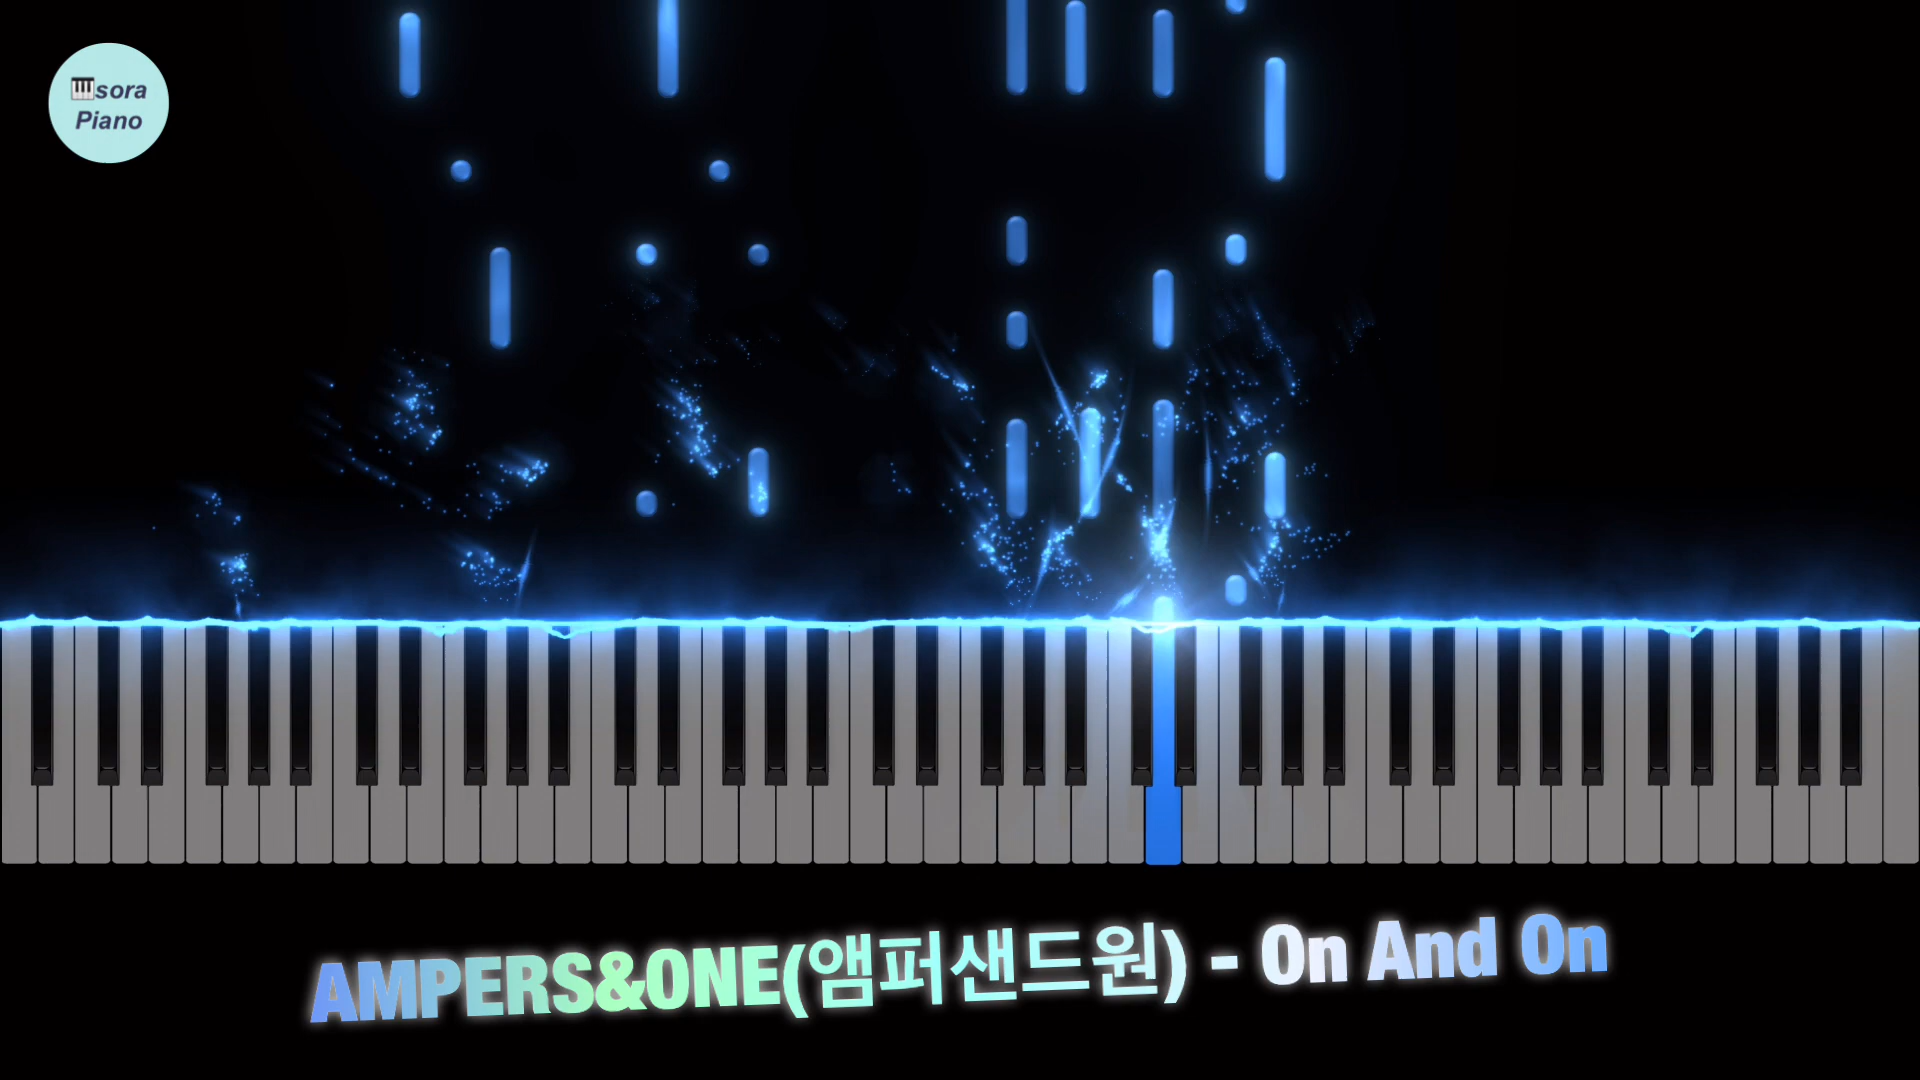 sora
Piano
AMPERS&ONE(앰퍼샌드원) - On And On